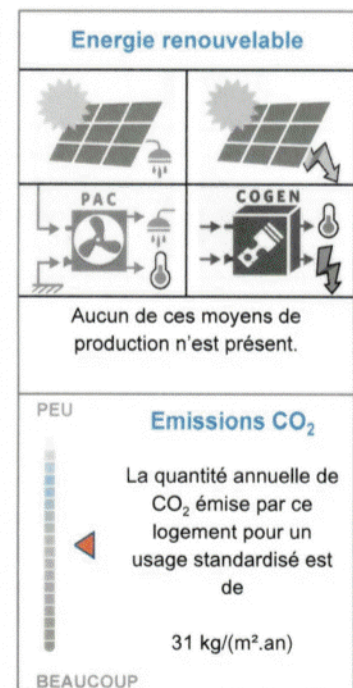 Energie renouvelable
PAC
COGEN
Aucun de ces moyens de
production n'est présent.
PEU
Emissions CO₂
La quantité annuelle de
CO₂ émise par ce
logement pour un
usage standardisé est
de
31 kg/(m².an)
BEAUCOUP